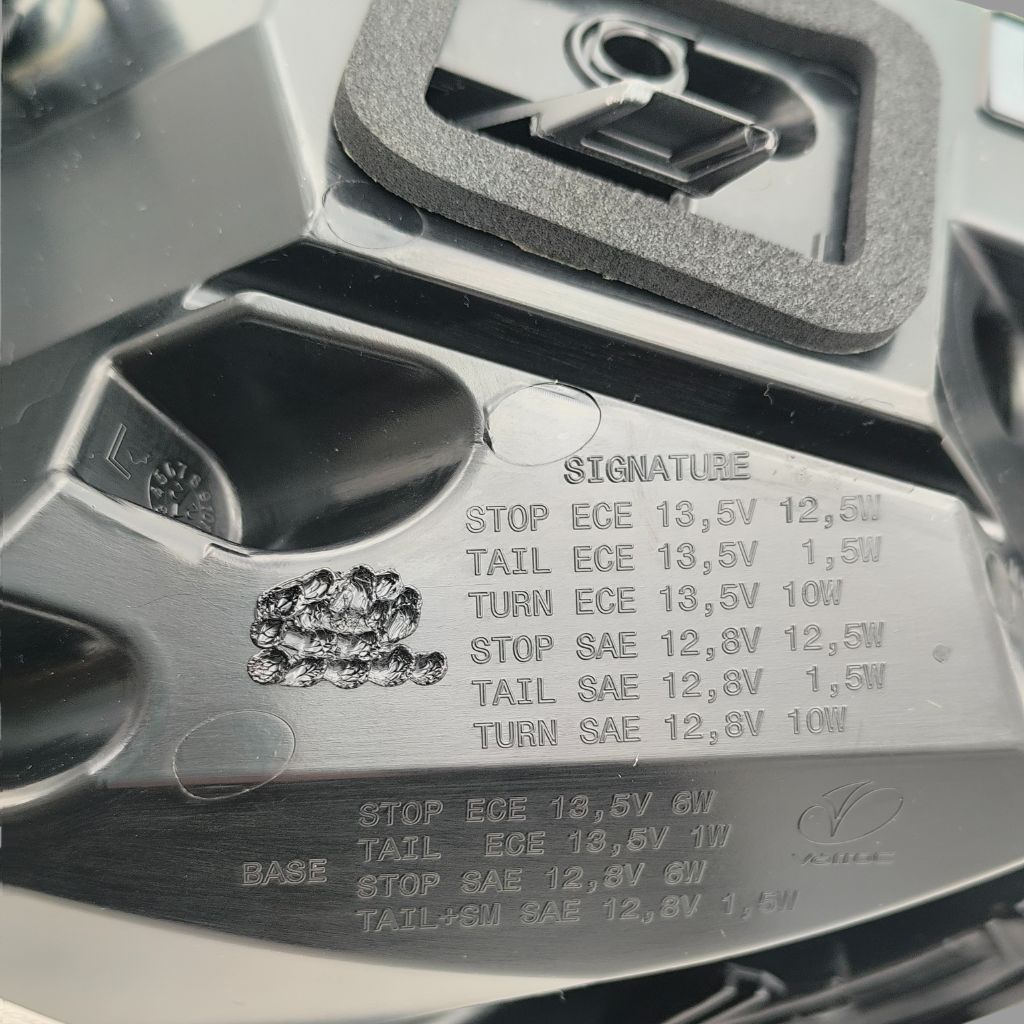 SIGNATURE
STOP ECE 13,5V 12,5W
TAIL ECE 13,5V 1,5W
TURN ECE 13,5V 10W
STOP SAE 12,8V 12,5W
TAIL SAE 12,8V 1,5W
TURN SAE 12,8V 10W
BASE
STOP ECE 13,5V 6W
TAIL ECE 13,5V 1W
STOP SAE 12,8V 6W
TAIL+SM SAE 12,8V 1,5W
Valeo